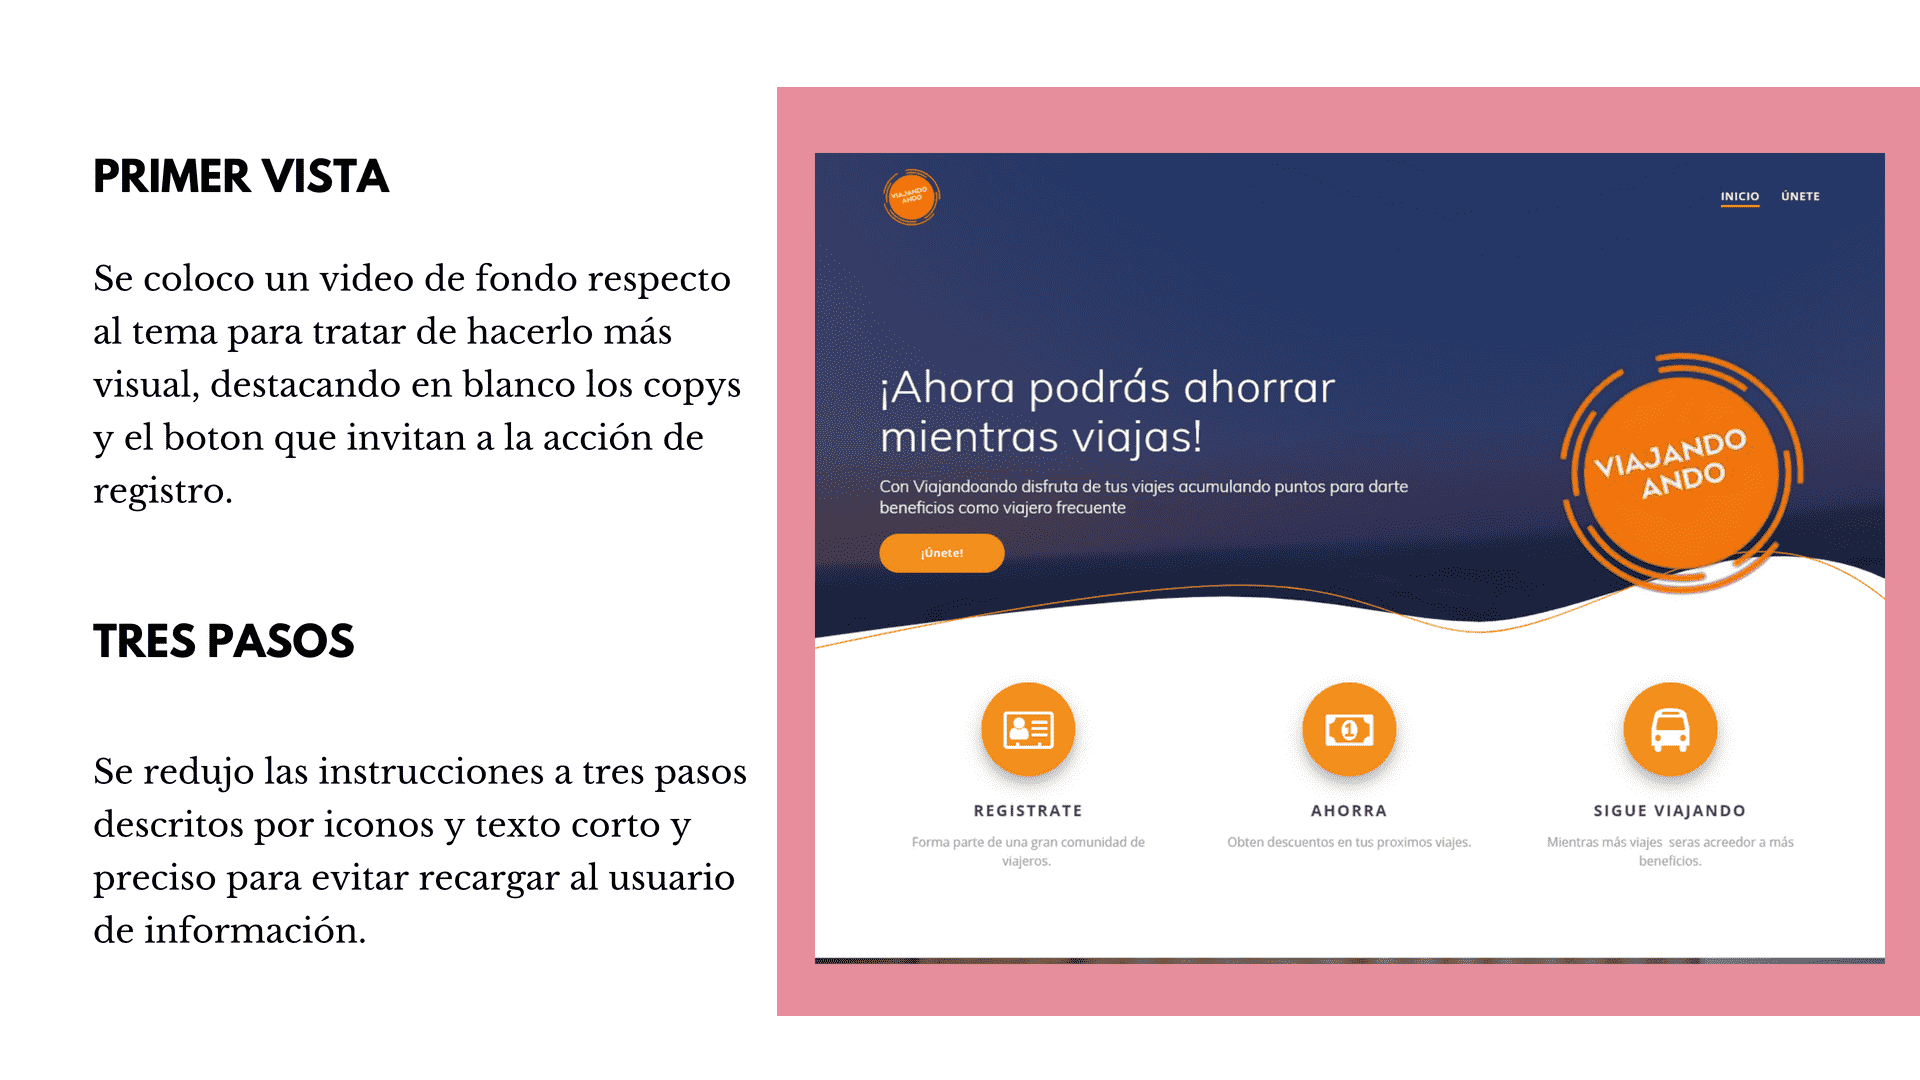 PRIMER VISTA
Se coloco un video de fondo respecto
al tema para tratar de hacerlo más
visual, destacando en blanco los copys
y el boton que invitan a la acción de
registro.
TRES PASOS
Se redujo las instrucciones a tres pasos
descritos por iconos y texto corto y
preciso para evitar recargar al usuario
de información.
VIAJANDO
ANDO
INICIO ÚNETE
¡Ahora podrás ahorrar
mientras viajas!
Con Viajandoando disfruta de tus viajes acumulando puntos para darte
beneficios como viajero frecuente
¡Únete!
VIAJANDO
ANDO
1
REGISTRATE
Forma parte de una gran comunidad de
viajeros.
AHORRA
Obten descuentos en tus proximos viajes.
SIGUE VIAJANDO
Mientras más viajes seras acreedor a más
beneficios.